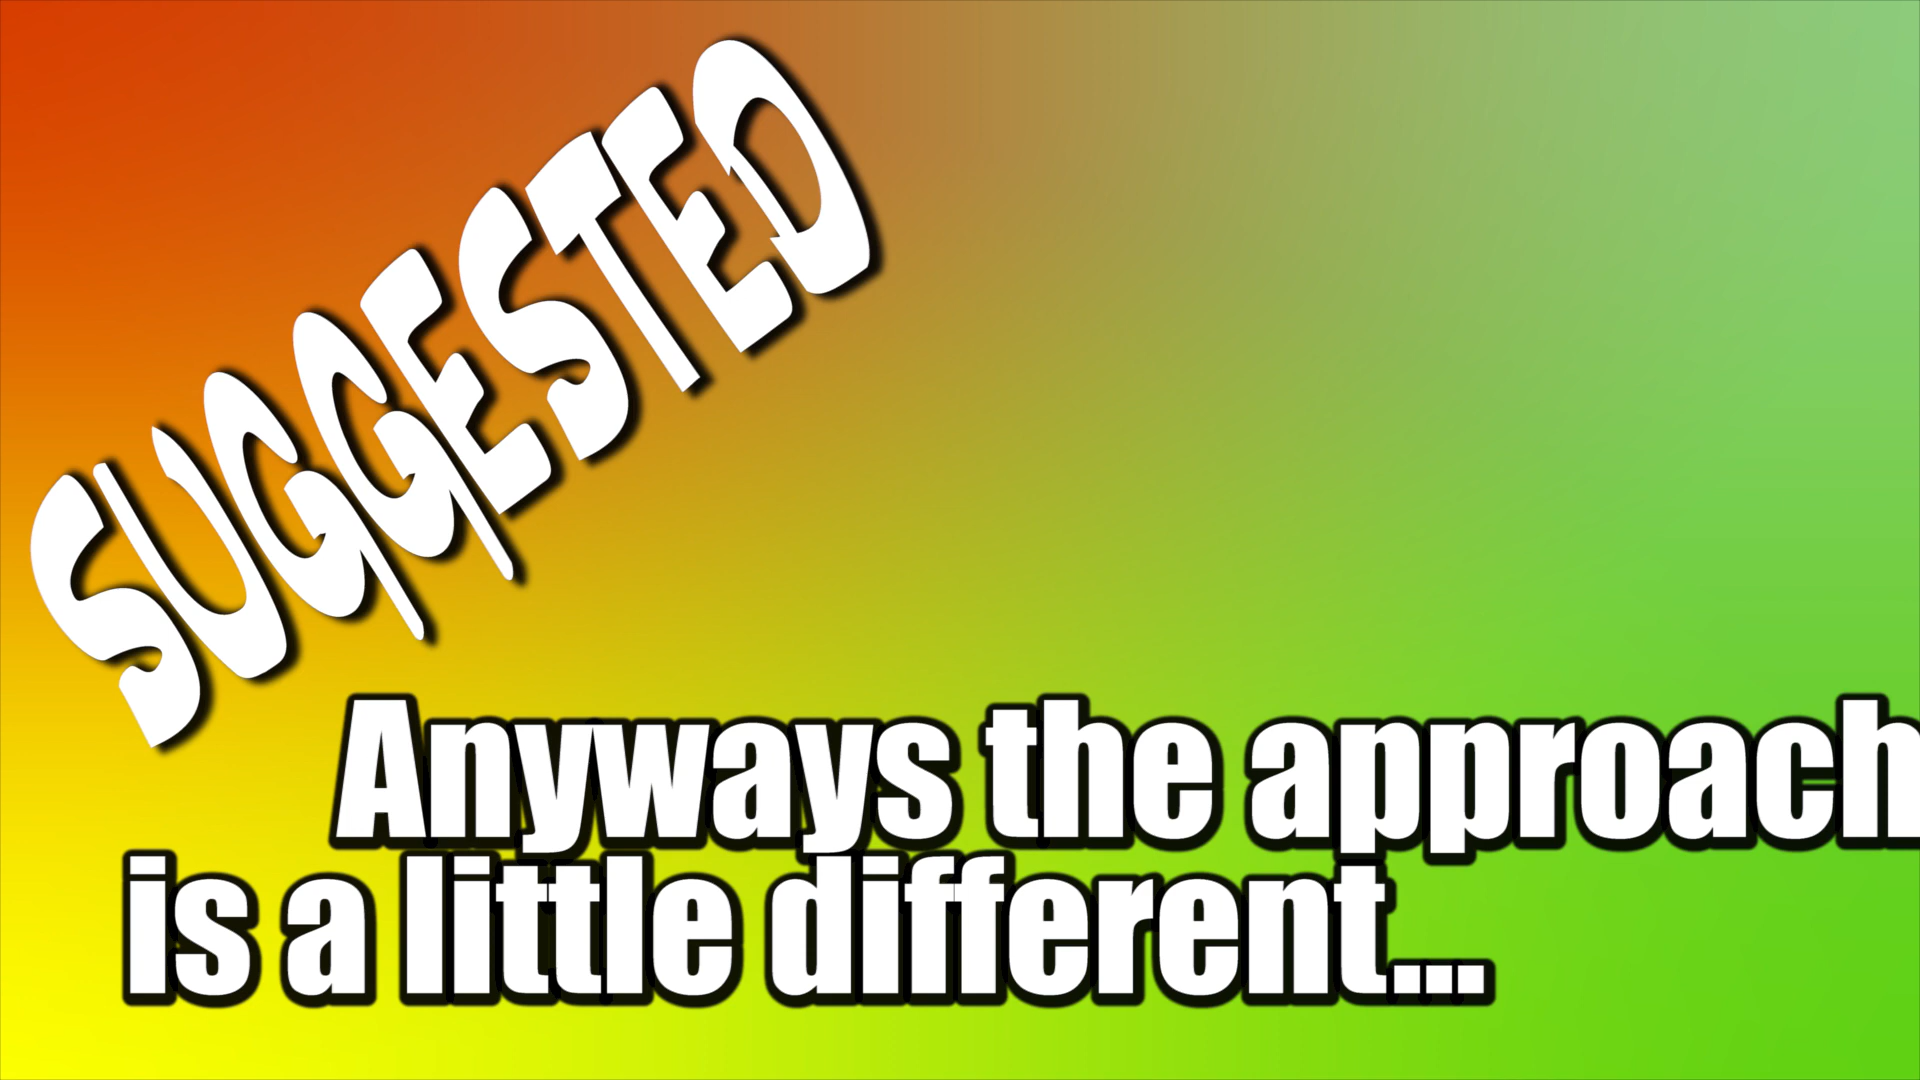 SUGGESTED
Anyways the approach
is a little different...